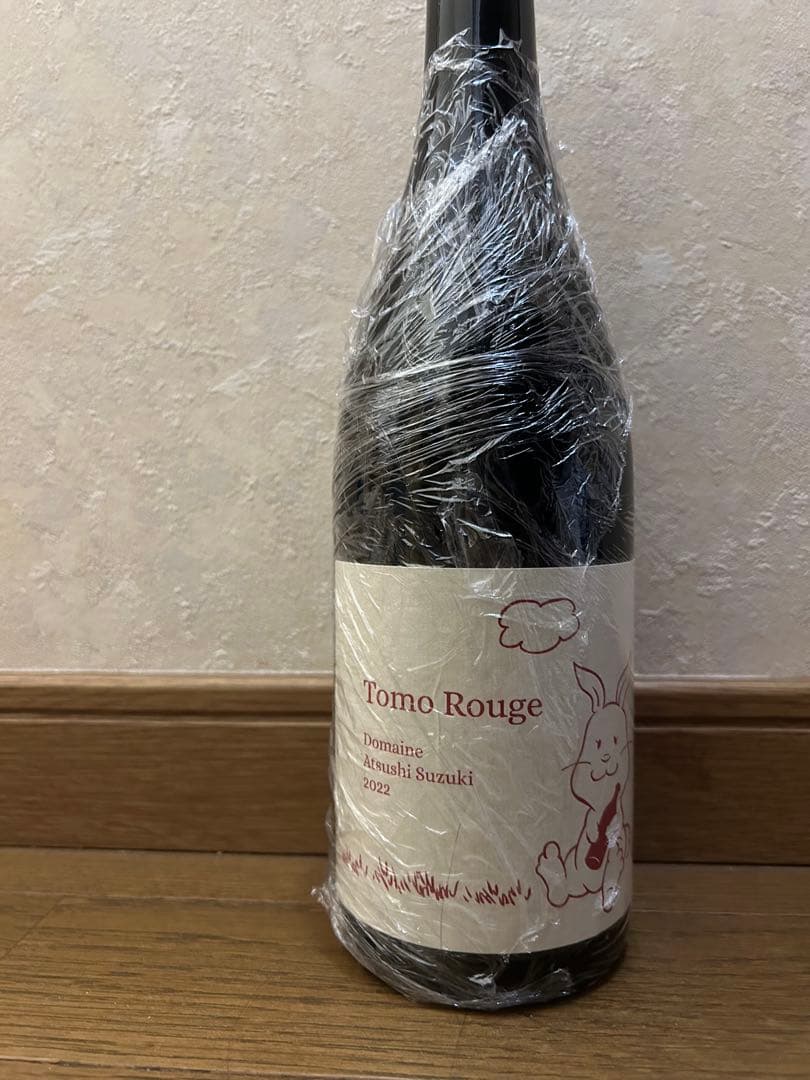 Tomo Rouge
Domaine
Atsushi Suzuki
2022